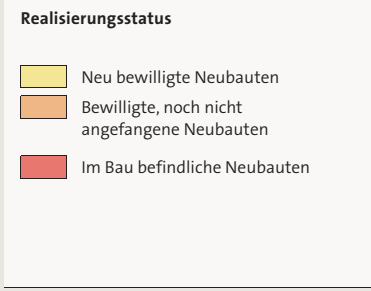 Realisierungsstatus
Neu bewilligte Neubauten
Bewilligte, noch nicht
angefangene Neubauten
Im Bau befindliche Neubauten